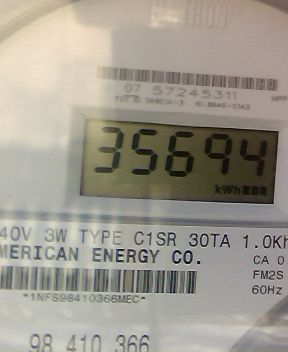 07 57245311
35694
kWh
40V 3W TYPE C1SR 30TA 1.0Kh
MERICAN ENERGY CO.
CA 0
FM2S
60Hz
*1NFS98410366MEC*
98 410 366